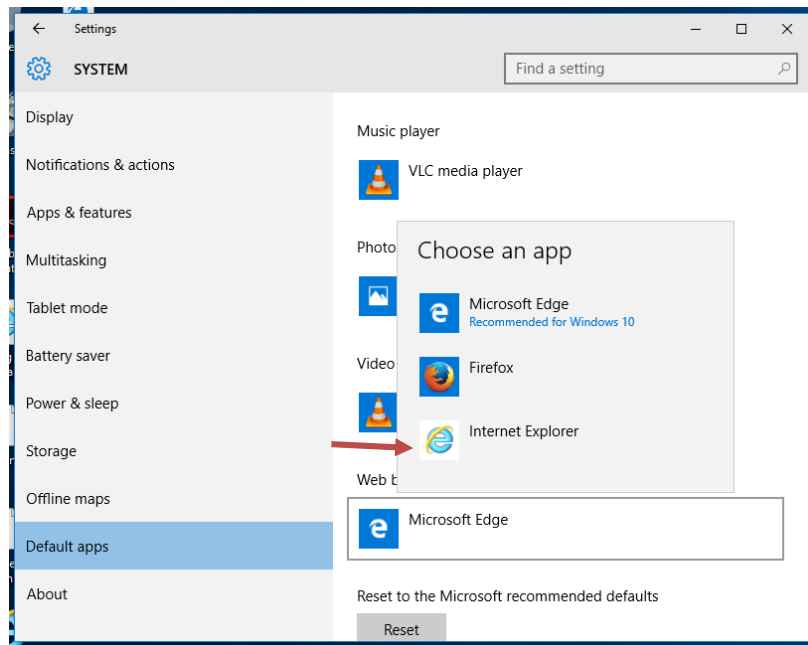 Settings
SYSTEM
Find a setting
Display
Notifications & actions
Apps & features
Multitasking
Tablet mode
Battery saver
Power & sleep
Storage
Offline maps
Default apps
About
Music player
VLC media player
Photo
Choose an app
Microsoft Edge
Recommended for Windows 10
Firefox
Internet Explorer
Video
Web b
Microsoft Edge
Reset to the Microsoft recommended defaults
Reset